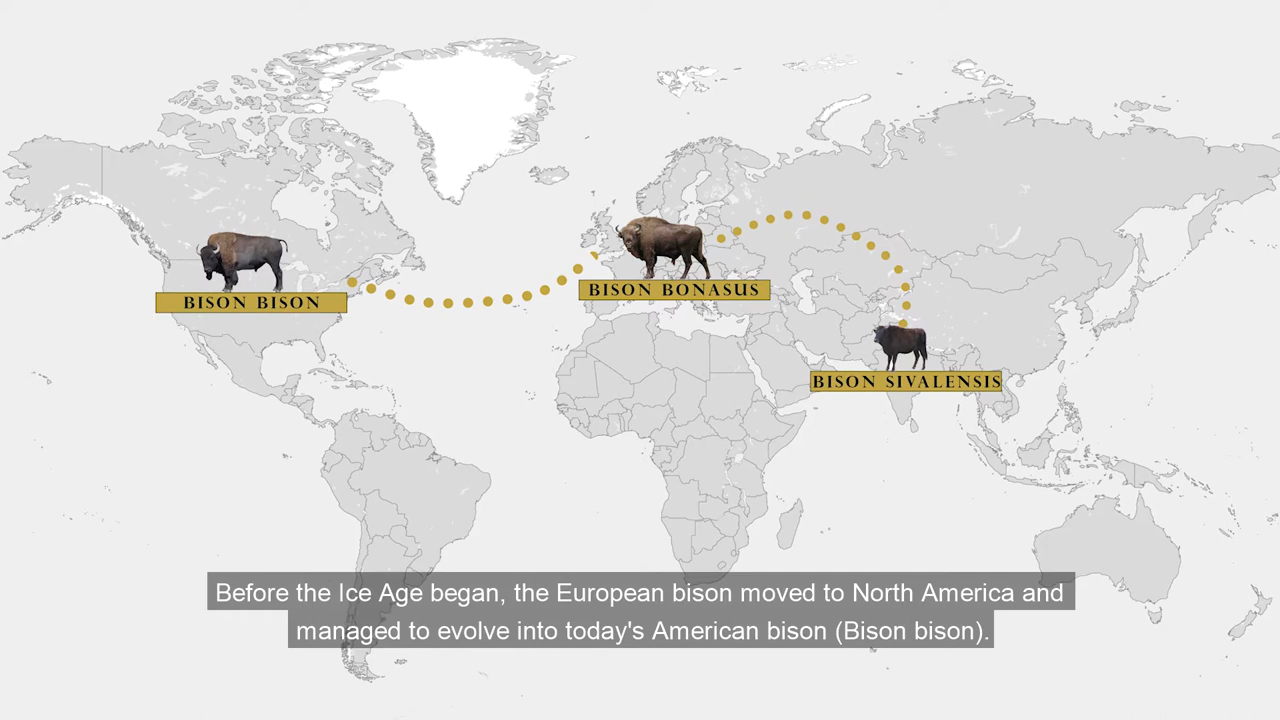 BISON BISON
BISON BONASUS
BISON SIVALENSIS
Before the Ice Age began, the European bison moved to North America and
managed to evolve into today's American bison (Bison bison).